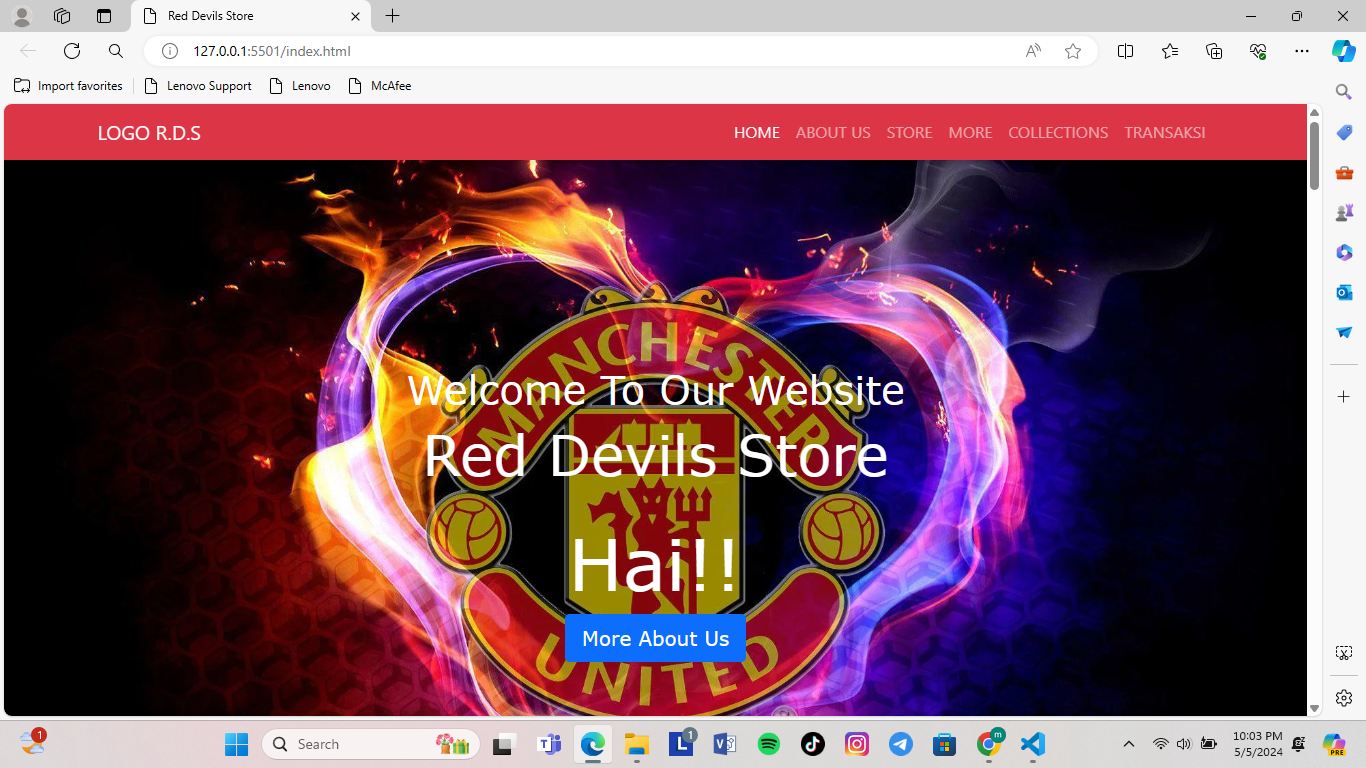 Red Devils Store
127.0.0.1:5501/index.html
Import favorites Lenovo Support Lenovo McAfee
LOGO R.D.S HOME ABOUT US STORE MORE COLLECTIONS TRANSAKSI
MANCHESTER
Welcome To Our Website
Red Devils Store
Hai!!
More About Us
UNITED
1 Search 1 m 10:03 PM
5/5/2024
PRE